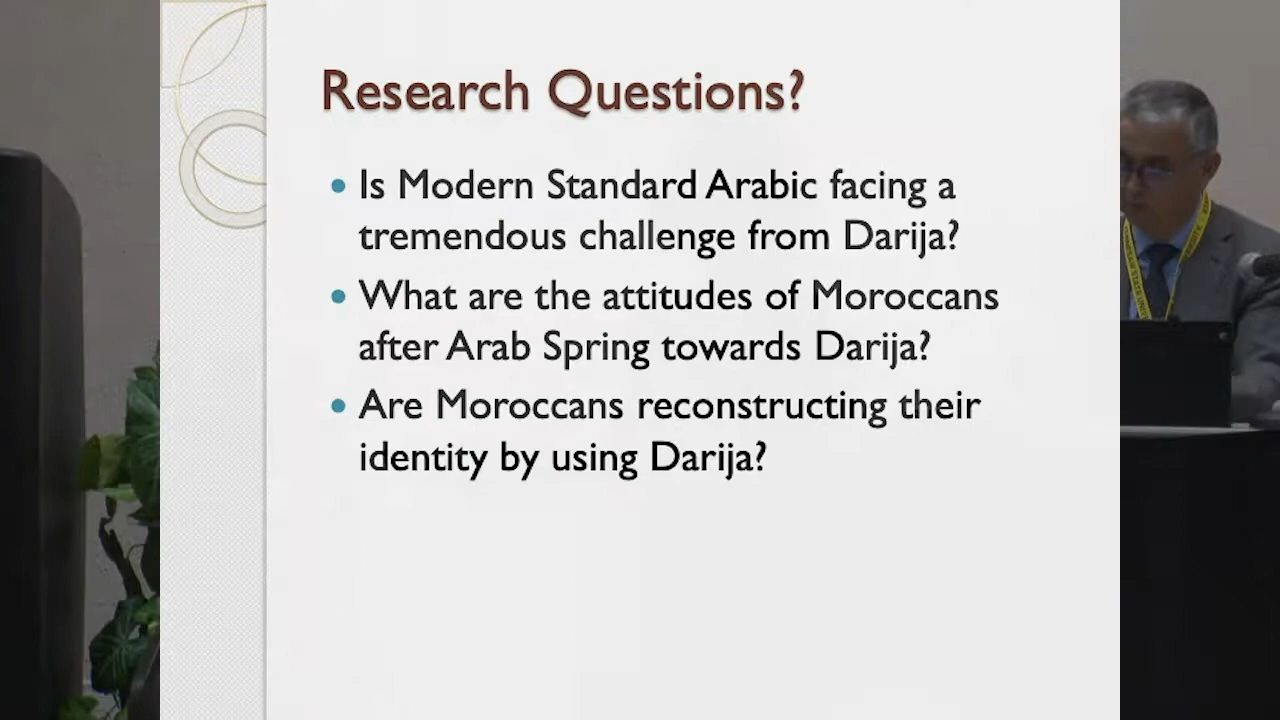 Research Questions?
• Is Modern Standard Arabic facing a
tremendous challenge from Darija?
• What are the attitudes of Moroccans
after Arab Spring towards Darija?
• Are Moroccans reconstructing their
identity by using Darija?